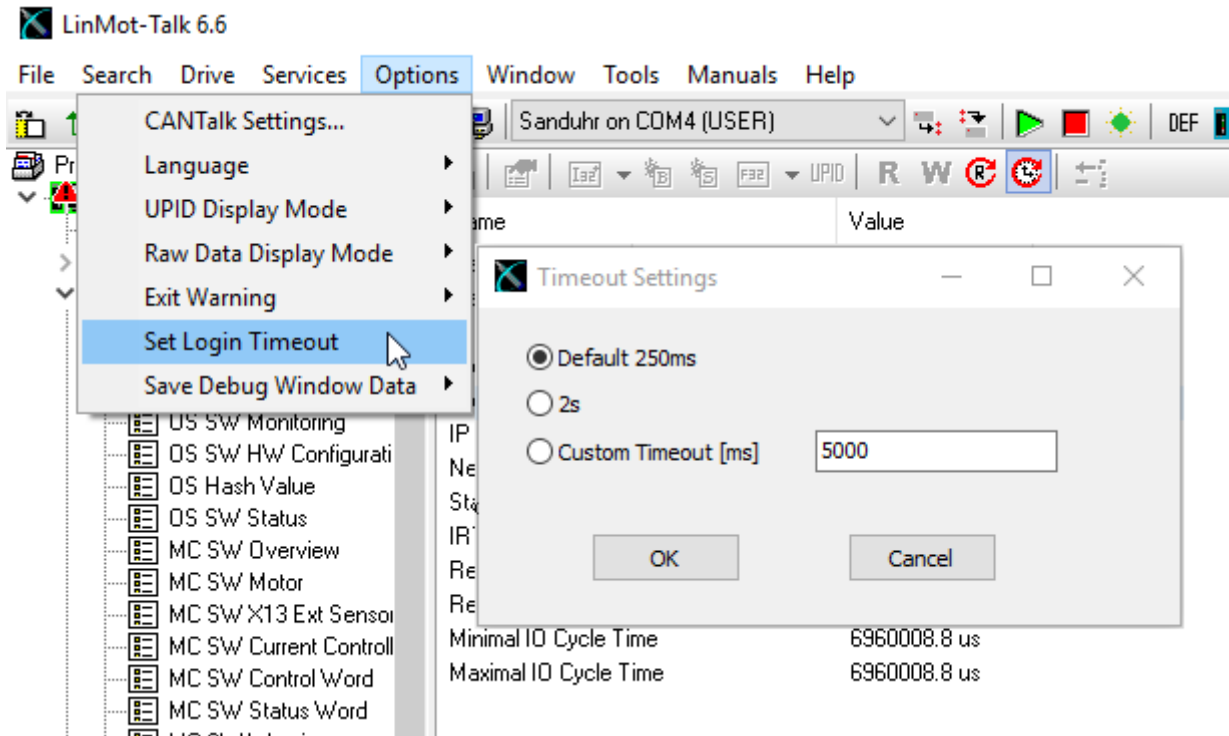 LinMot-Talk 6.6
File Search Drive Services Options Window Tools Manuals Help
Sanduhr on COM4 (USER)
DEF
CANTalk Settings...
Language
UPID Display Mode
Raw Data Display Mode
Exit Warning
Set Login Timeout
Save Debug Window Data
I32 B S F32 UPID R W R
Value
Timeout Settings
Default 250ms
2s
Custom Timeout [ms] 5000
OK Cancel
OS SW Monitoring
OS SW HW Configurati
OS Hash Value
OS SW Status
MC SW Overview
MC SW Motor
MC SW X13 Ext Sensor
MC SW Current Controll
MC SW Control Word
MC SW Status Word
IP
Minimal IO Cycle Time 6960008.8 us
Maximal IO Cycle Time 6960008.8 us